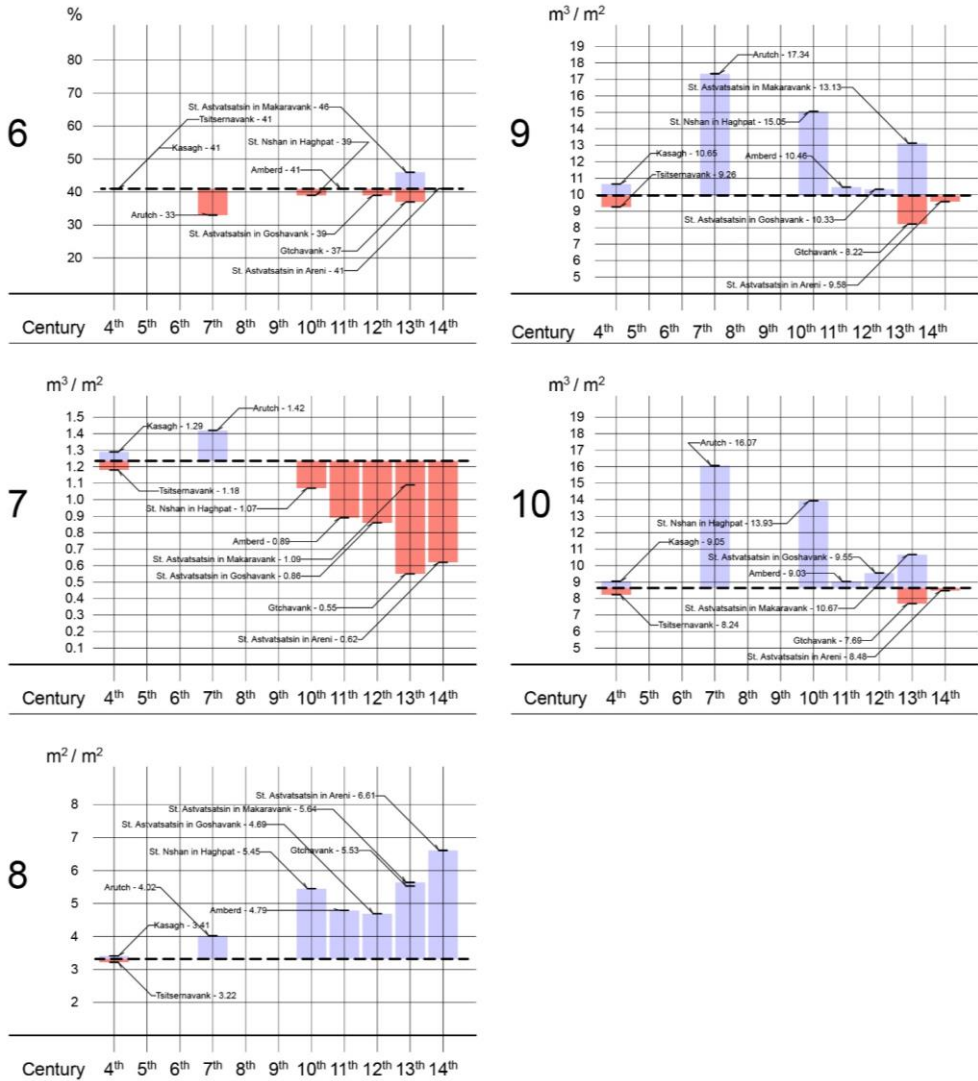 6
%
80
70
60
50
40
30
20
St. Astvatsatsin in Makaravank - 46
Tsitsernavank - 41
St. Nshan in Haghpat - 39
Kasagh - 41
Amberd - 41
Arutch - 33
St. Astvatsatsin in Goshavank - 39
Gtchavank - 37
St. Astvatsatsin in Areni - 41
Century 4th 5th 6th 7th 8th 9th 10th 11th 12th 13th 14th
9
m³ / m²
19
18
17
16
15
14
13
12
11
10
9
8
7
6
5
Arutch - 17.34
St. Astvatsatsin in Makaravank - 13.13
St. Nshan in Haghpat - 15.05
Kasagh - 10.65
Amberd - 10.46
Tsitsernavank - 9.26
St. Astvatsatsin in Goshavank - 10.33
Gtchavank - 8.22
St. Astvatsatsin in Areni - 9.58
Century 4th 5th 6th 7th 8th 9th 10th 11th 12th 13th 14th
7
m³ / m²
1.5
1.4
1.3
1.2
1.1
1.0
0.9
0.8
0.7
0.6
0.5
0.4
0.3
0.2
0.1
Arutch - 1.42
Kasagh - 1.29
Tsitsernavank - 1.18
St. Nshan in Haghpat - 1.07
Amberd - 0.89
St. Astvatsatsin in Makaravank - 1.09
St. Astvatsatsin in Goshavank - 0.86
Gtchavank - 0.55
St. Astvatsatsin in Areni - 0.62
Century 4th 5th 6th 7th 8th 9th 10th 11th 12th 13th 14th
10
m³ / m²
19
18
17
16
15
14
13
12
11
10
9
8
7
6
5
Arutch - 16.07
St. Nshan in Haghpat - 13.93
Kasagh - 9.05
St. Astvatsatsin in Goshavank - 9.55
Amberd - 9.03
St. Astvatsatsin in Makaravank - 10.67
Tsitsernavank - 8.24
Gtchavank - 7.69
St. Astvatsatsin in Areni - 8.48
Century 4th 5th 6th 7th 8th 9th 10th 11th 12th 13th 14th
8
m² / m²
8
7
6
5
4
3
2
St. Astvatsatsin in Areni - 6.61
St. Astvatsatsin in Makaravank - 5.64
St. Astvatsatsin in Goshavank - 4.69
St. Nshan in Haghpat - 5.45
Gtchavank - 5.53
Arutch - 4.02
Amberd - 4.79
Kasagh - 3.41
Tsitsernavank - 3.22
Century 4th 5th 6th 7th 8th 9th 10th 11th 12th 13th 14th